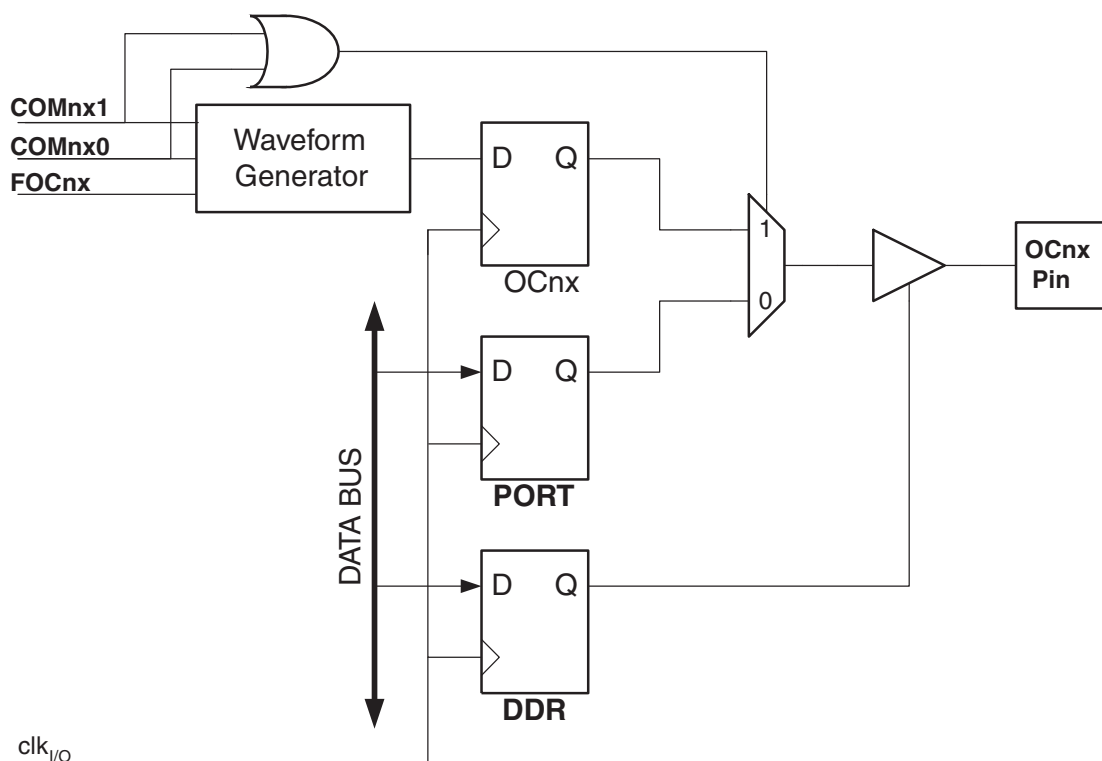 COMnx1
COMnx0
FOCnx
Waveform
Generator
D Q
OCnx
1
0
OCnx
Pin
D Q
PORT
DATA BUS
D Q
DDR
clkI/O